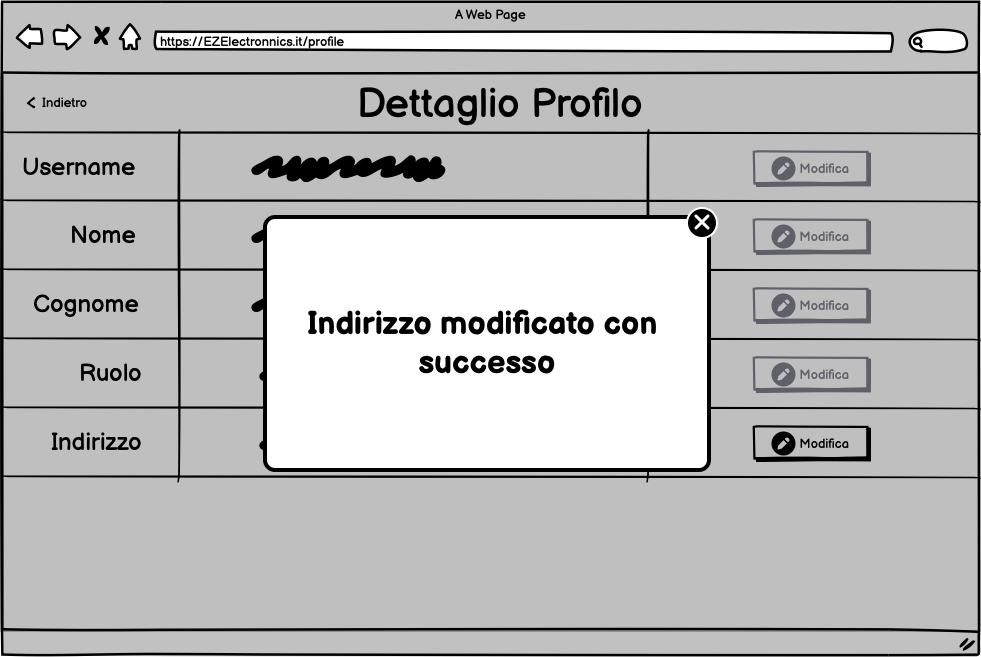 A Web Page
https://EZElectronnics.it/profile
Indietro
Dettaglio Profilo
Username
Modifica
Nome
Modifica
Cognome
Modifica
Ruolo
Modifica
Indirizzo
Modifica
Indirizzo modificato con
successo